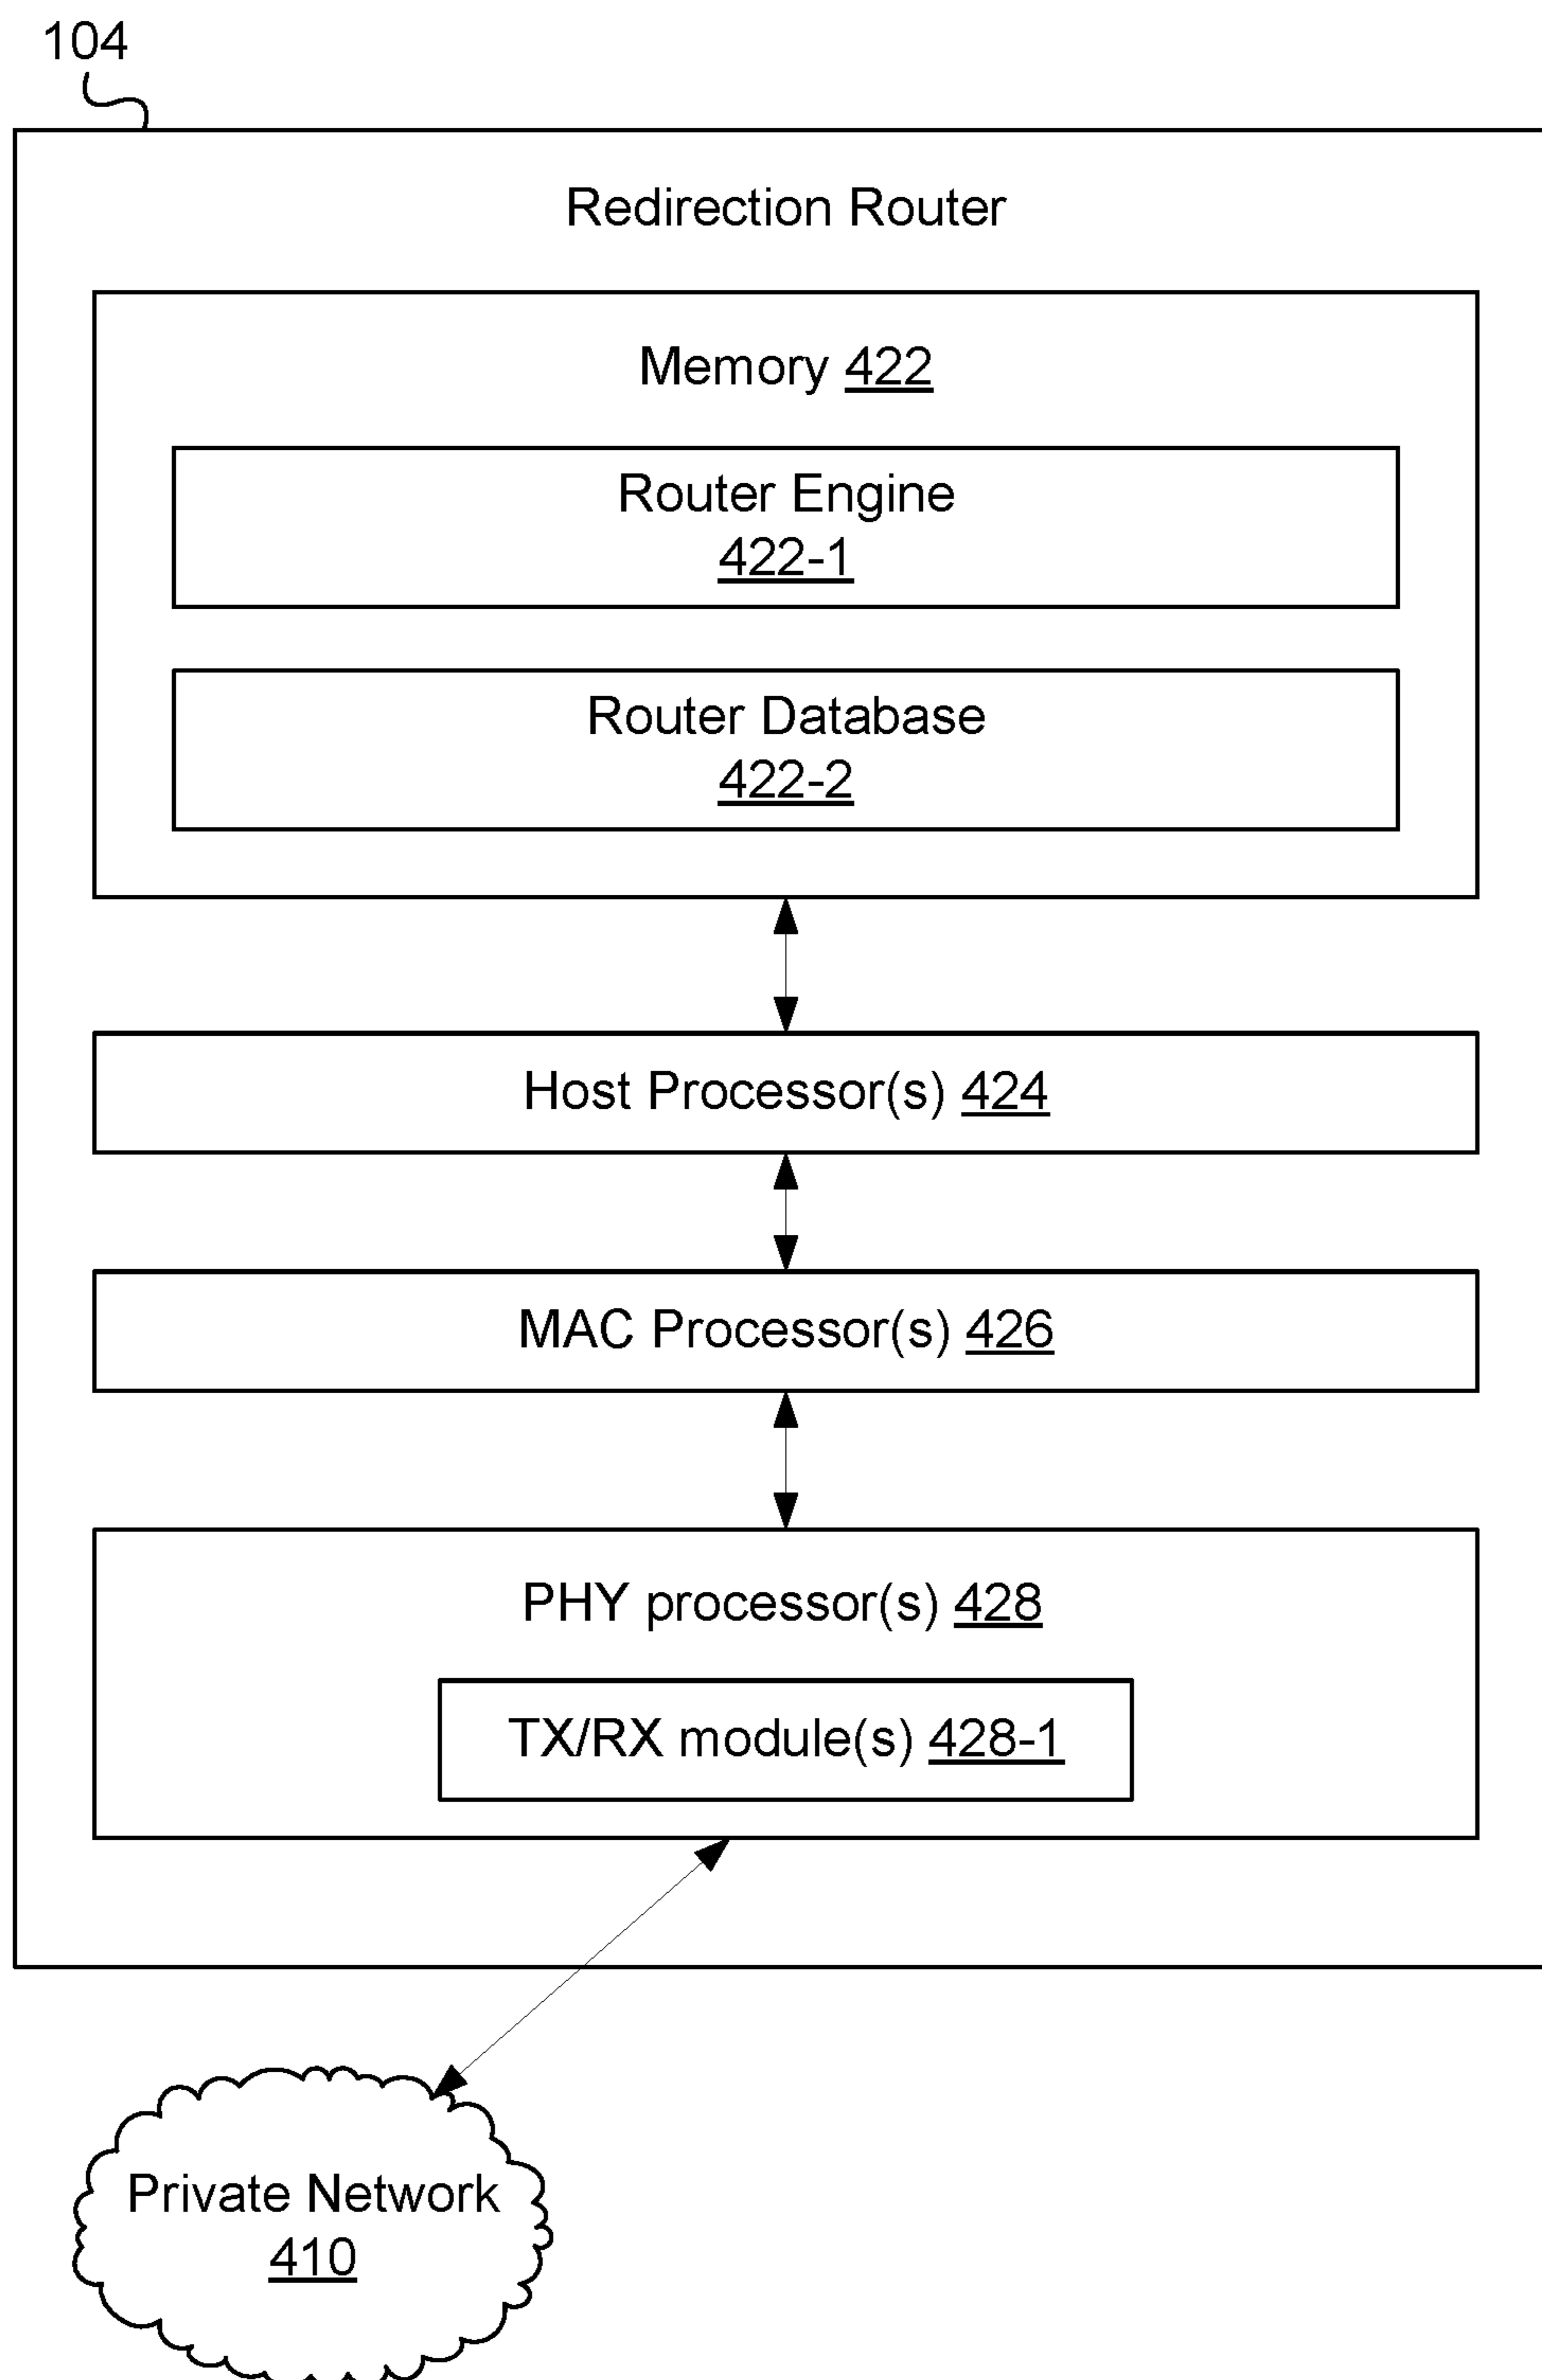 104
Redirection Router
Memory 422
Router Engine
422-1
Router Database
422-2
Host Processor(s) 424
MAC Processor(s) 426
PHY processor(s) 428
TX/RX module(s) 428-1
Private Network
410